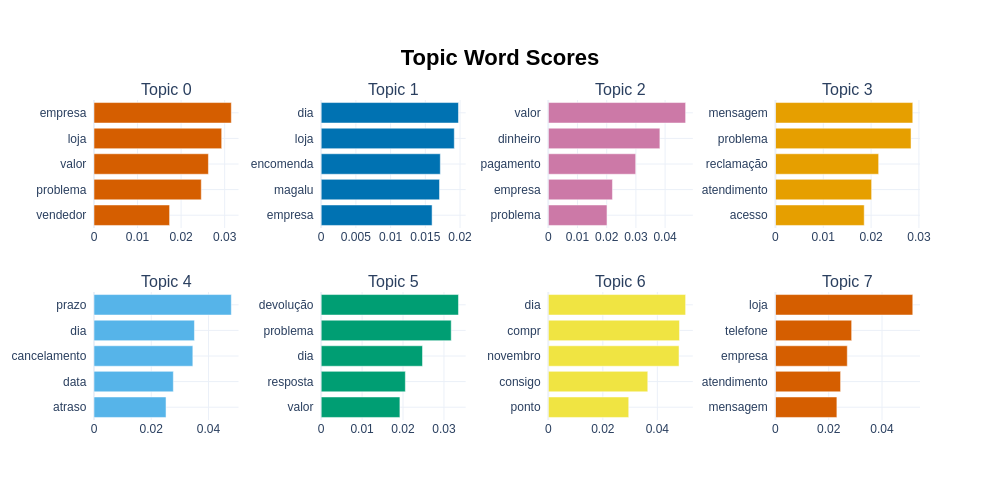 Topic Word Scores
Topic 0
empresa
loja
valor
problema
vendedor
0 0.01 0.02 0.03
Topic 1
dia
loja
encomenda
magalu
empresa
0 0.005 0.01 0.015 0.02
Topic 2
valor
dinheiro
pagamento
empresa
problema
0 0.01 0.02 0.03 0.04
Topic 3
mensagem
problema
reclamação
atendimento
acesso
0 0.01 0.02 0.03
Topic 4
prazo
dia
cancelamento
data
atraso
0 0.02 0.04
Topic 5
devolução
problema
dia
resposta
valor
0 0.01 0.02 0.03
Topic 6
dia
compr
novembro
consigo
ponto
0 0.02 0.04
Topic 7
loja
telefone
empresa
atendimento
mensagem
0 0.02 0.04